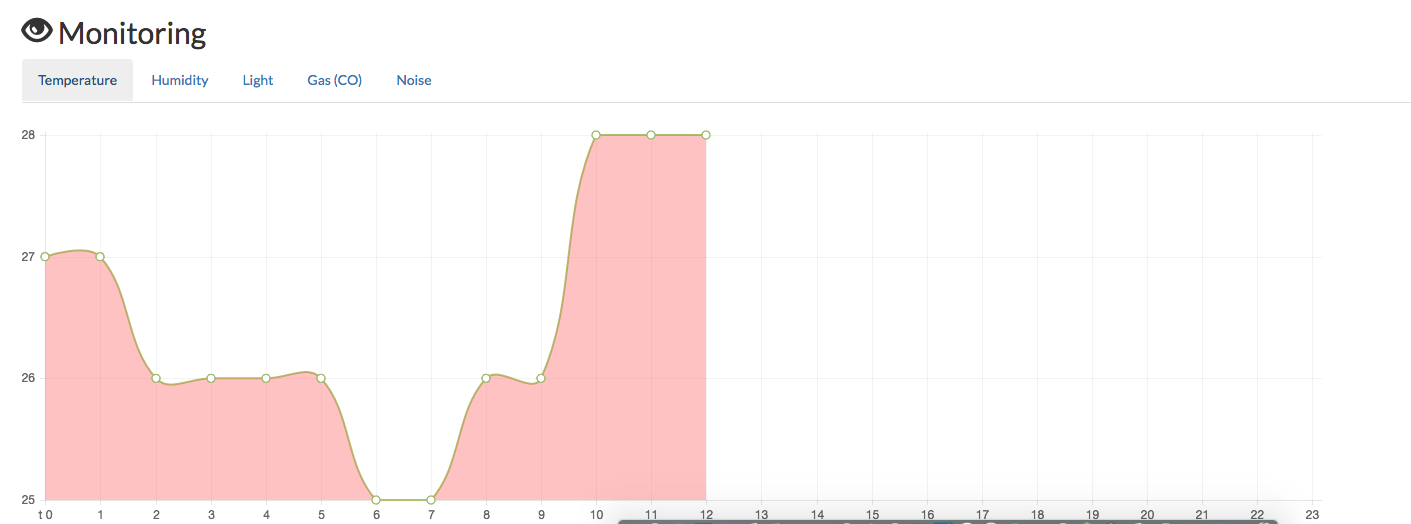 Monitoring
Temperature Humidity Light Gas (CO) Noise
28
27
26
25
t 0 1 2 3 4 5 6 7 8 9 10 11 12 13 14 15 16 17 18 19 20 21 22 23